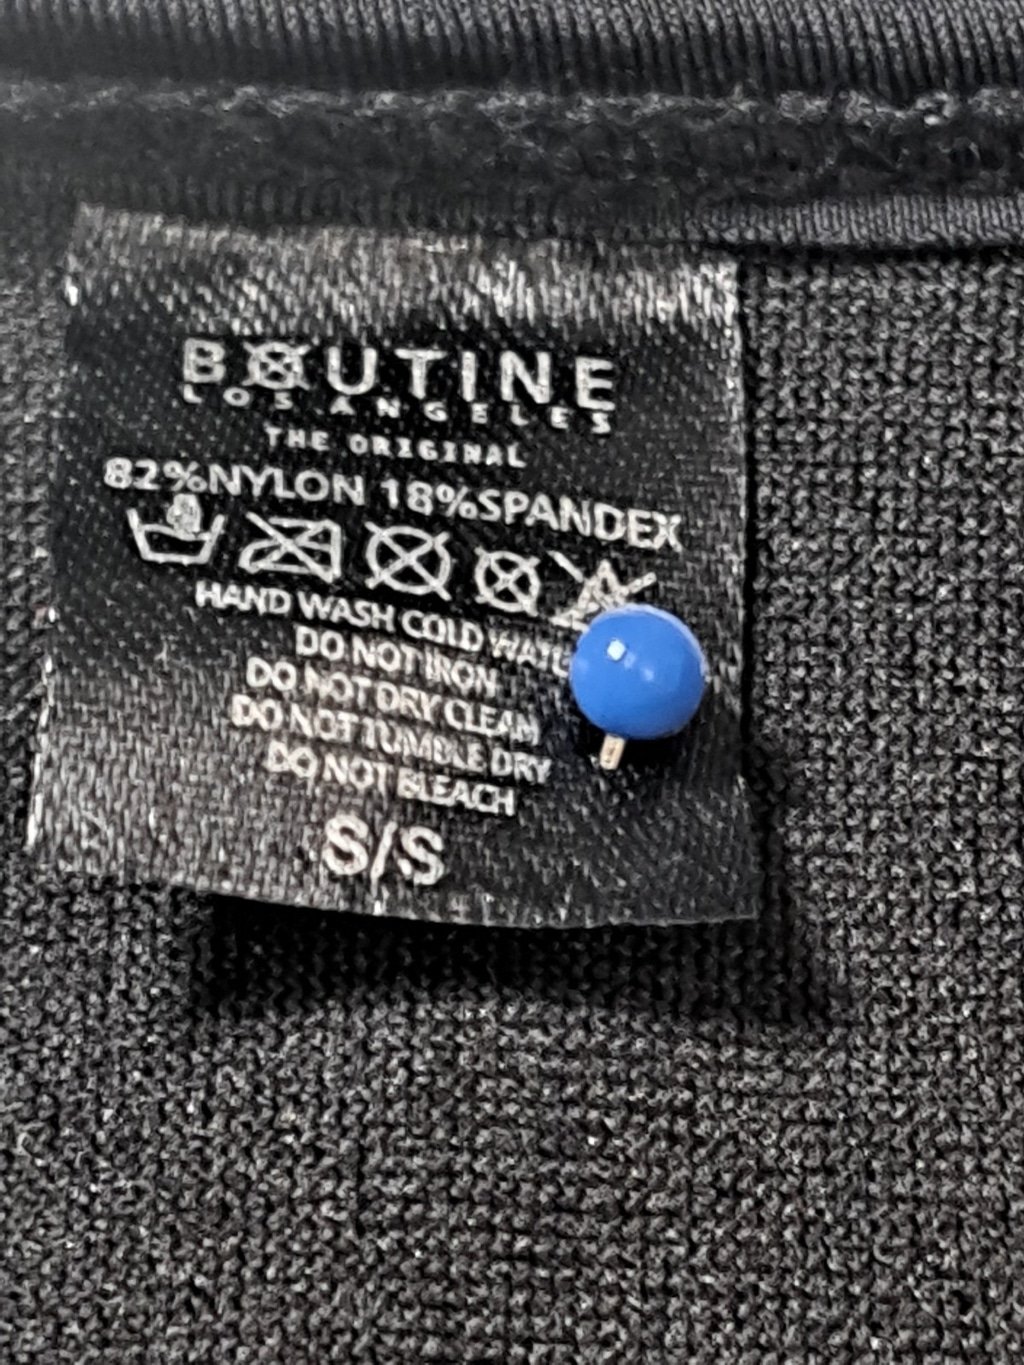 BOUTINE
LOS ANGELES
THE ORIGINAL
82%NYLON 18%SPANDEX
HAND WASH COLD
DO NOT IRON
DO NOT DRY CLEAN
DO NOT TUMBLE DRY
DO NOT BLEACH
S/S